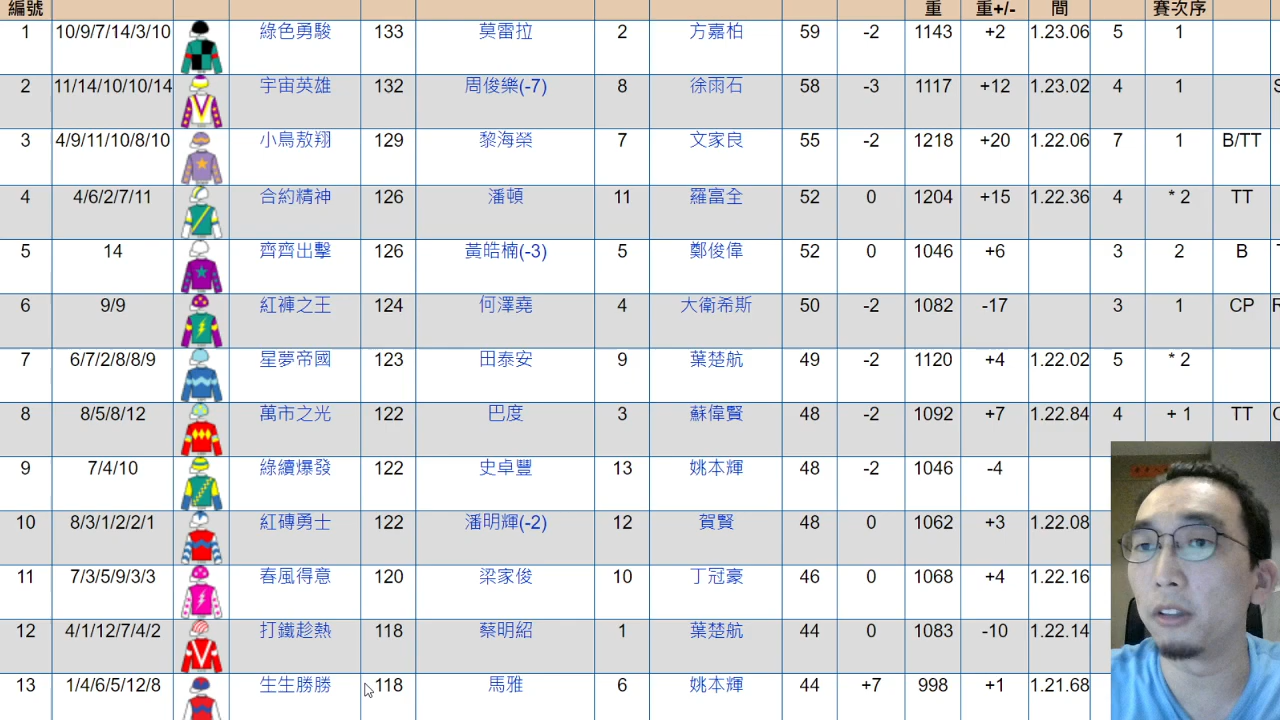 編號 重 重+/- 間 賽次序
1 10/9/7/14/3/10 綠色勇駿 133 莫雷拉 2 方嘉柏 59 -2 1143 +2 1.23.06 5 1
2 11/14/10/10/14 宇宙英雄 132 周俊樂(-7) 8 徐雨石 58 -3 1117 +12 1.23.02 4 1
3 4/9/11/10/8/10 小鳥敖翔 129 黎海榮 7 文家良 55 -2 1218 +20 1.22.06 7 1 B/TT
4 4/6/2/7/11 合約精神 126 潘頓 11 羅富全 52 0 1204 +15 1.22.36 4 * 2 TT
5 14 齊齊出擊 126 黃皓楠(-3) 5 鄭俊偉 52 0 1046 +6 3 2 B
6 9/9 紅褲之王 124 何澤堯 4 大衛希斯 50 -2 1082 -17 3 1 CP
7 6/7/2/8/8/9 星夢帝國 123 田泰安 9 葉楚航 49 -2 1120 +4 1.22.02 5 * 2
8 8/5/8/12 萬市之光 122 巴度 3 蘇偉賢 48 -2 1092 +7 1.22.84 4 + 1 TT
9 7/4/10 綠續爆發 122 史卓豐 13 姚本輝 48 -2 1046 -4
10 8/3/1/2/2/1 紅磚勇士 122 潘明輝(-2) 12 賀賢 48 0 1062 +3 1.22.08
11 7/3/5/9/3/3 春風得意 120 梁家俊 10 丁冠豪 46 0 1068 +4 1.22.16
12 4/1/12/7/4/2 打鐵趁熱 118 蔡明紹 1 葉楚航 44 0 1083 -10 1.22.14
13 1/4/6/5/12/8 生生勝勝 118 馬雅 6 姚本輝 44 +7 998 +1 1.21.68